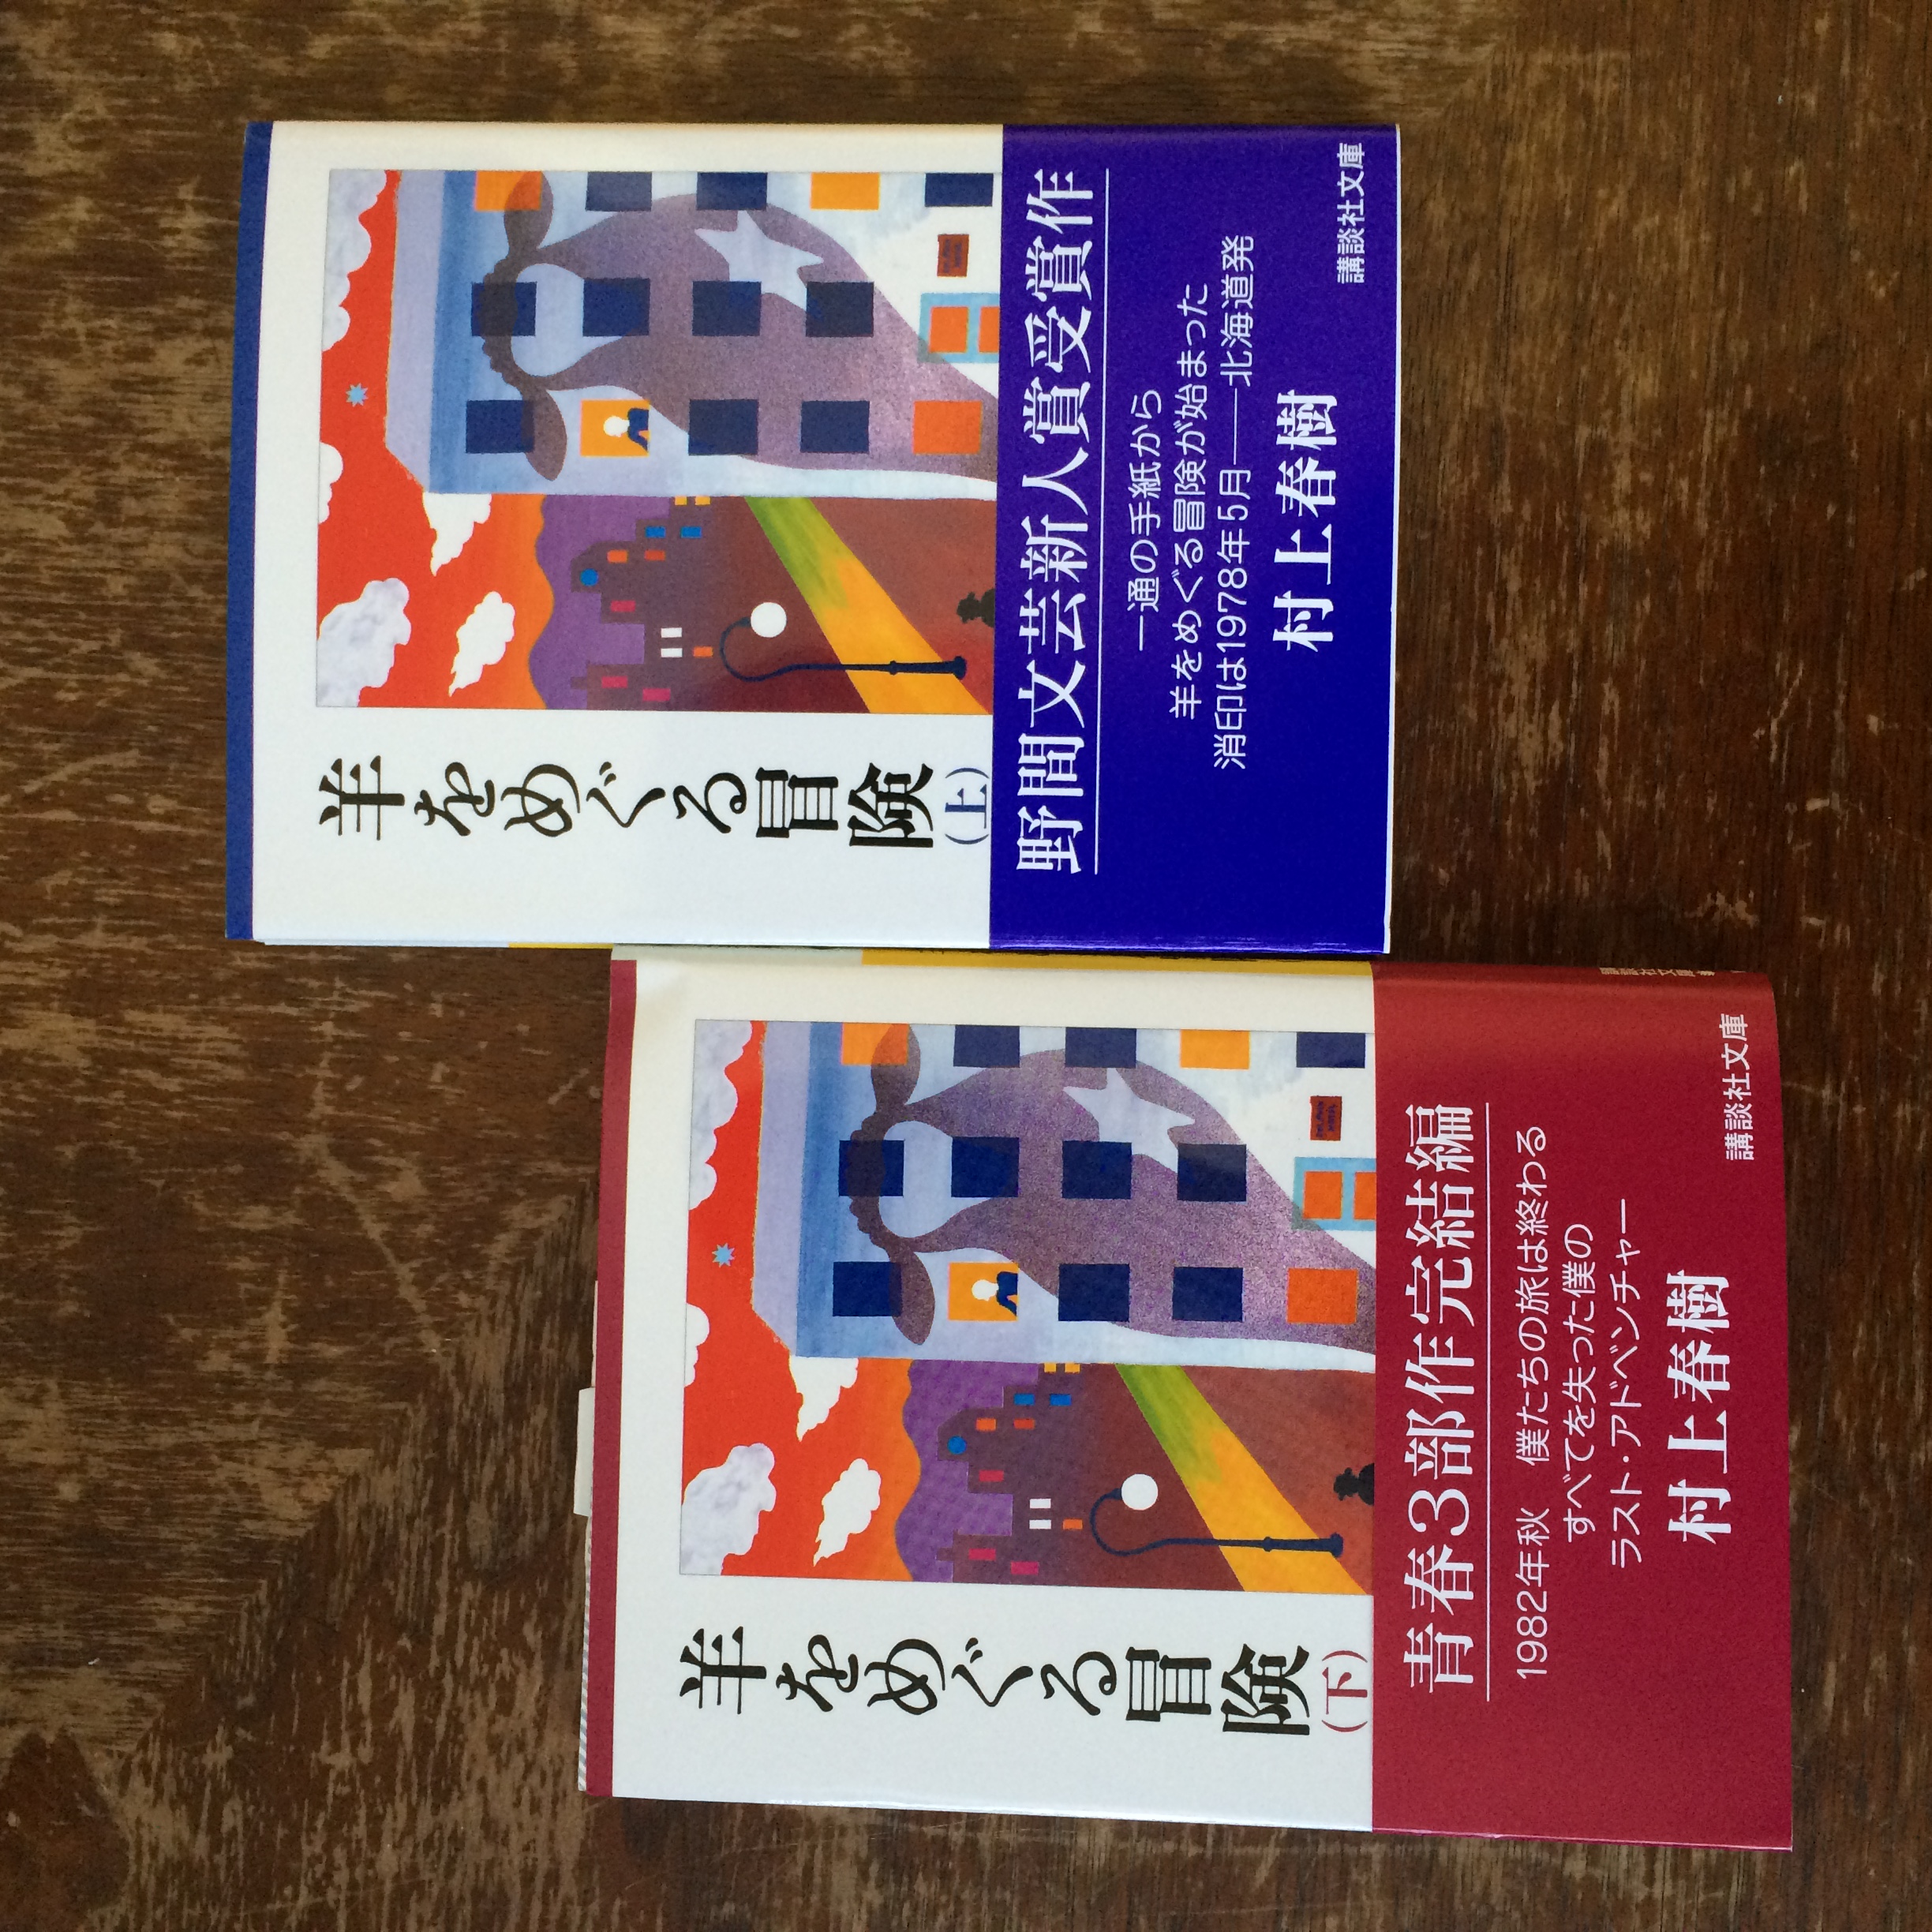 羊をめぐる冒険
(上)
野間文芸新人賞受賞作
一通の手紙から
羊をめぐる冒険が始まった
消印は1978年5月──北海道発
村上春樹
講談社文庫
羊をめぐる冒険
(下)
青春3部作完結編
1982年秋 僕たちの旅は終わる
すべてを失った僕の
ラスト・アドベンチャー
村上春樹
講談社文庫